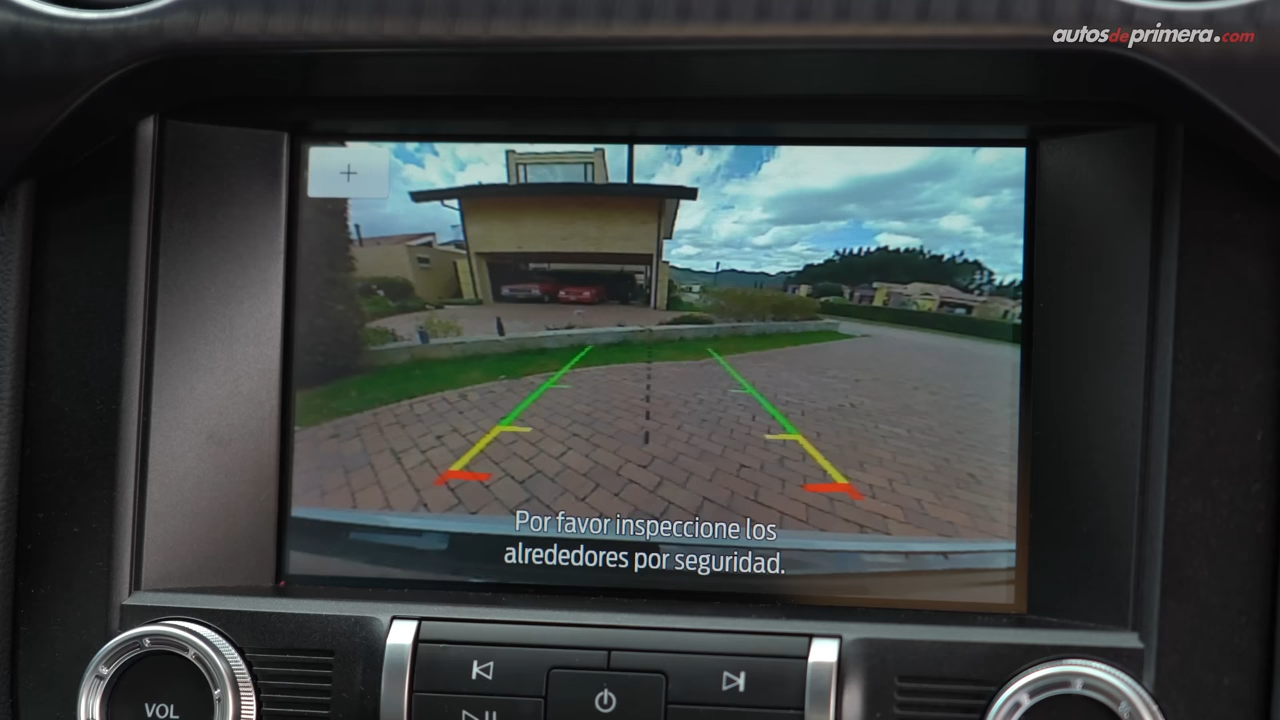 autosdeprimera.com
+
Por favor inspeccione los
alrededores por seguridad.
VOL